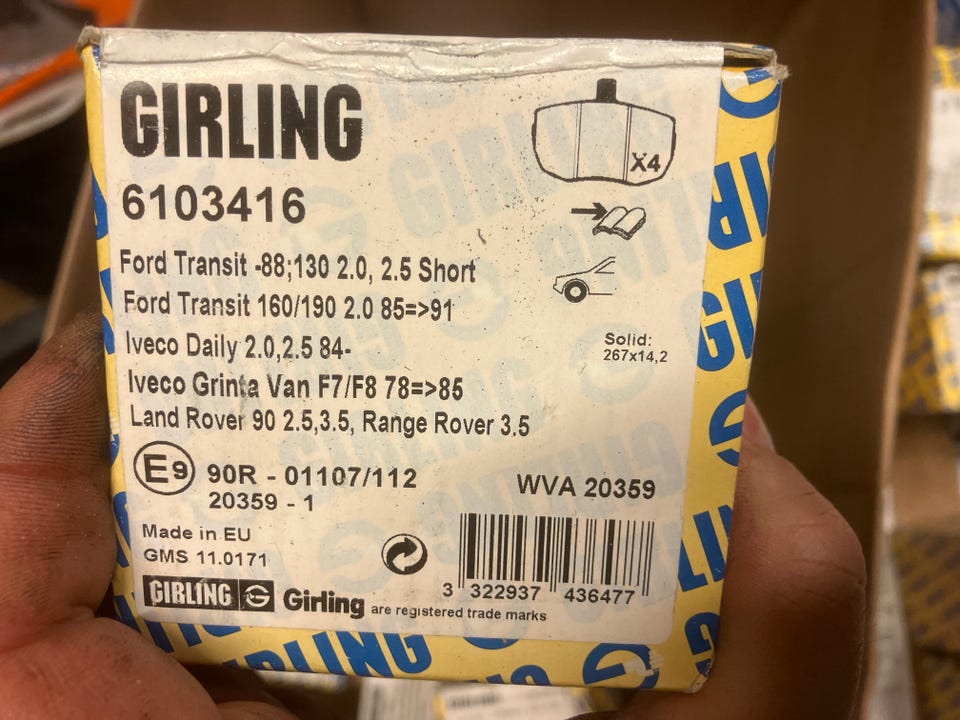 GIRLING
X4
6103416
Ford Transit -88;130 2.0, 2.5 Short
Ford Transit 160/190 2.0 85=>91
Iveco Daily 2.0,2.5 84-
Iveco Grinta Van F7/F8 78=>85
Land Rover 90 2.5,3.5, Range Rover 3.5
Solid:
267x14,2
E9 90R - 01107/112
20359 - 1
WVA 20359
Made in EU
GMS 11.0171
3 322937 436477
GIRLING G Girling are registered trade marks
GIRLING